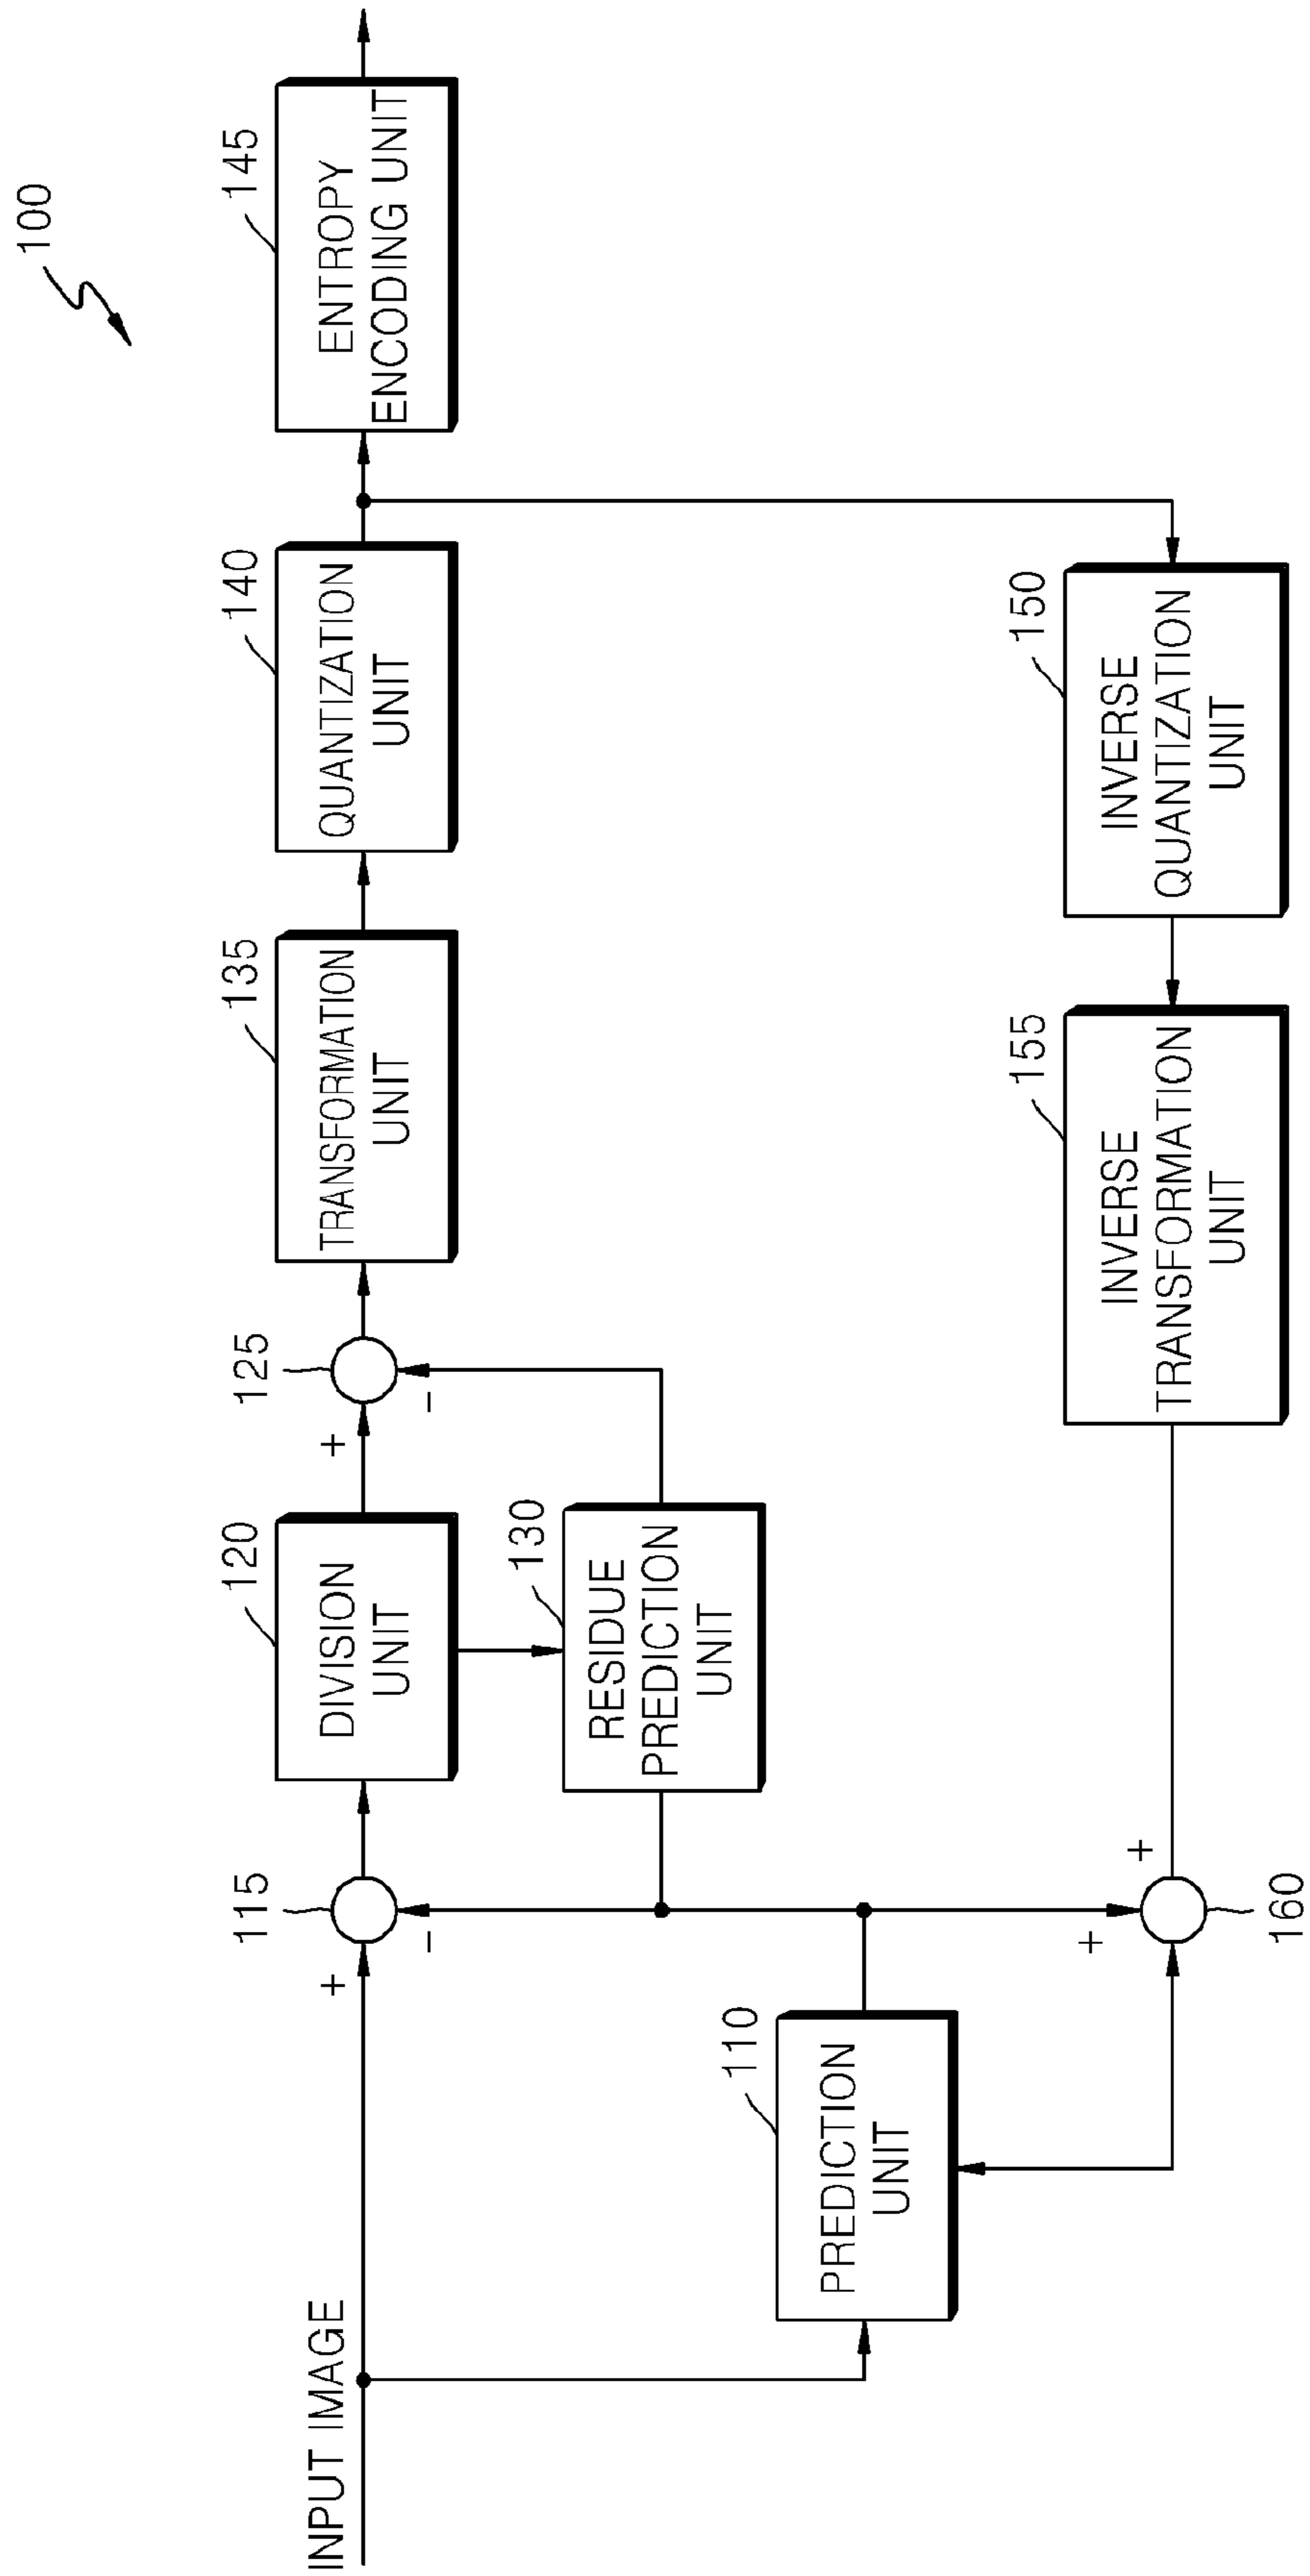 100
INPUT IMAGE
+
-
115
DIVISION
UNIT
120
+
-
125
TRANSFORMATION
UNIT
135
QUANTIZATION
UNIT
140
ENTROPY
ENCODING UNIT
145
RESIDUE
PREDICTION
UNIT
130
PREDICTION
UNIT
110
+
+
160
INVERSE
TRANSFORMATION
UNIT
155
INVERSE
QUANTIZATION
UNIT
150